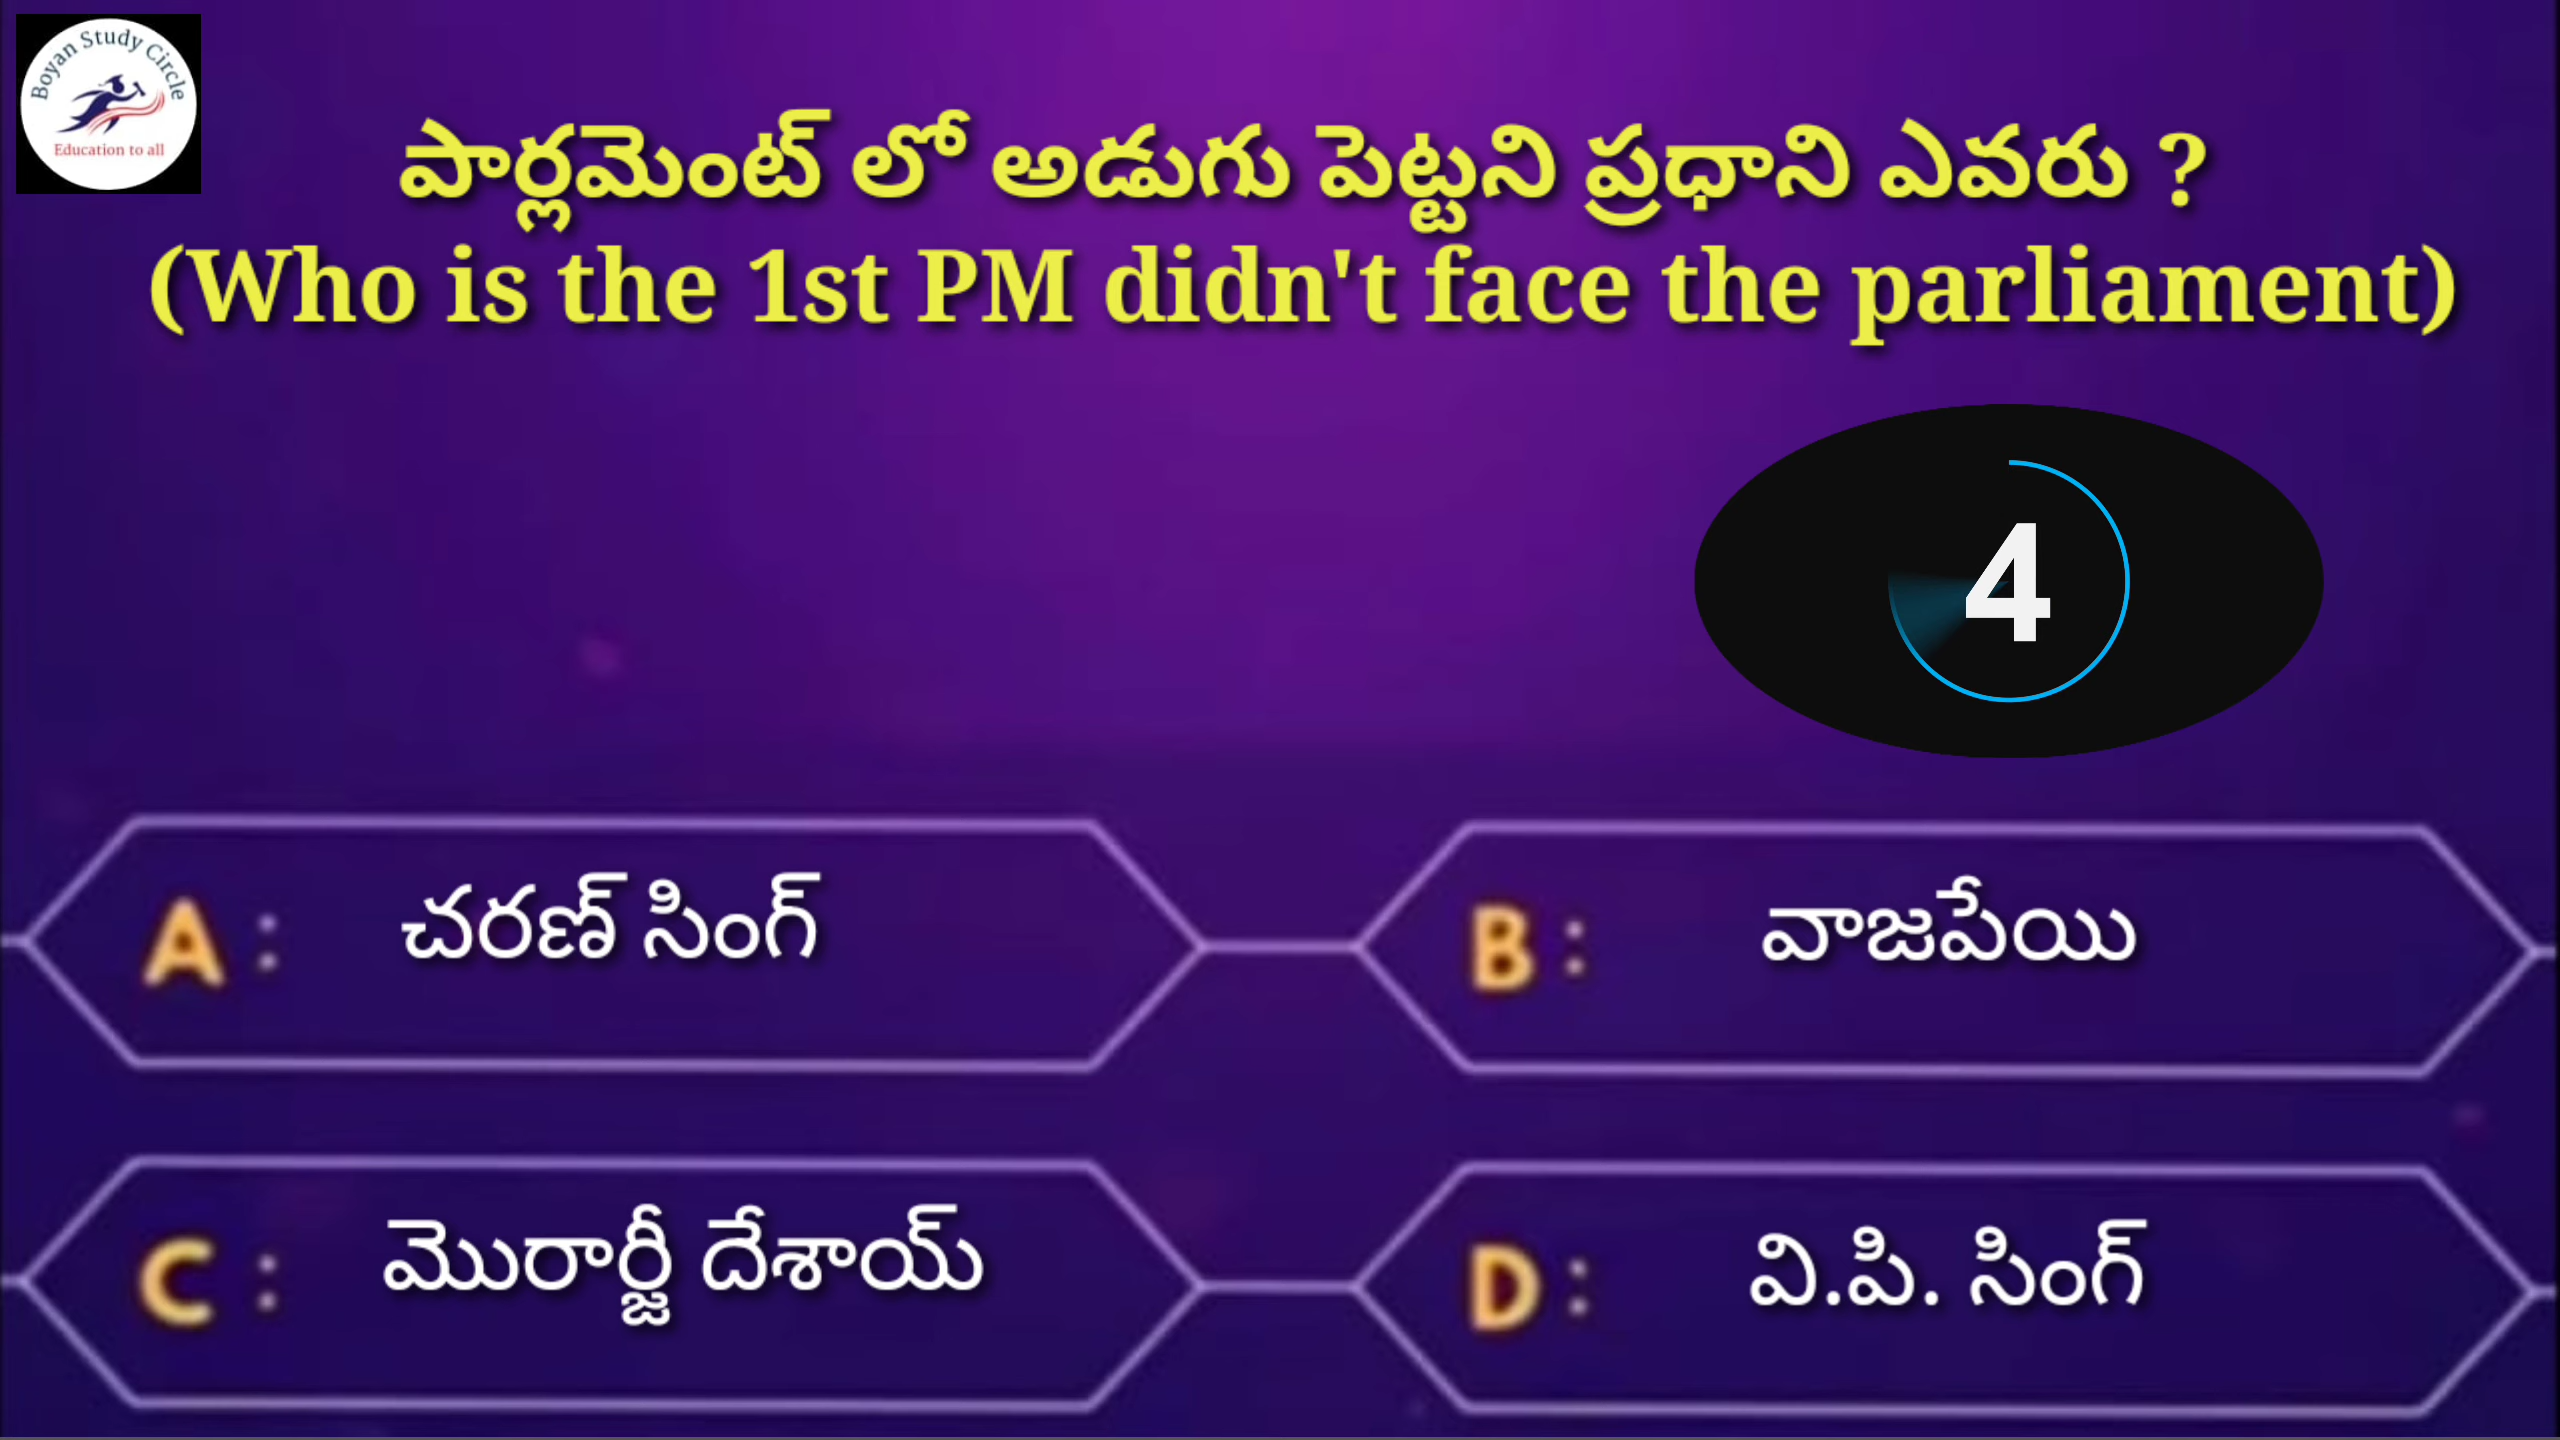 Boyan Study Circle
Education to all
పార్లమెంట్ లో అడుగు పెట్టని ప్రధాని ఎవరు ?
(Who is the 1st PM didn't face the parliament)
4
A : చరణ్ సింగ్
B : వాజపేయి
C : మొరార్జీ దేశాయ్
D : వి.పి. సింగ్